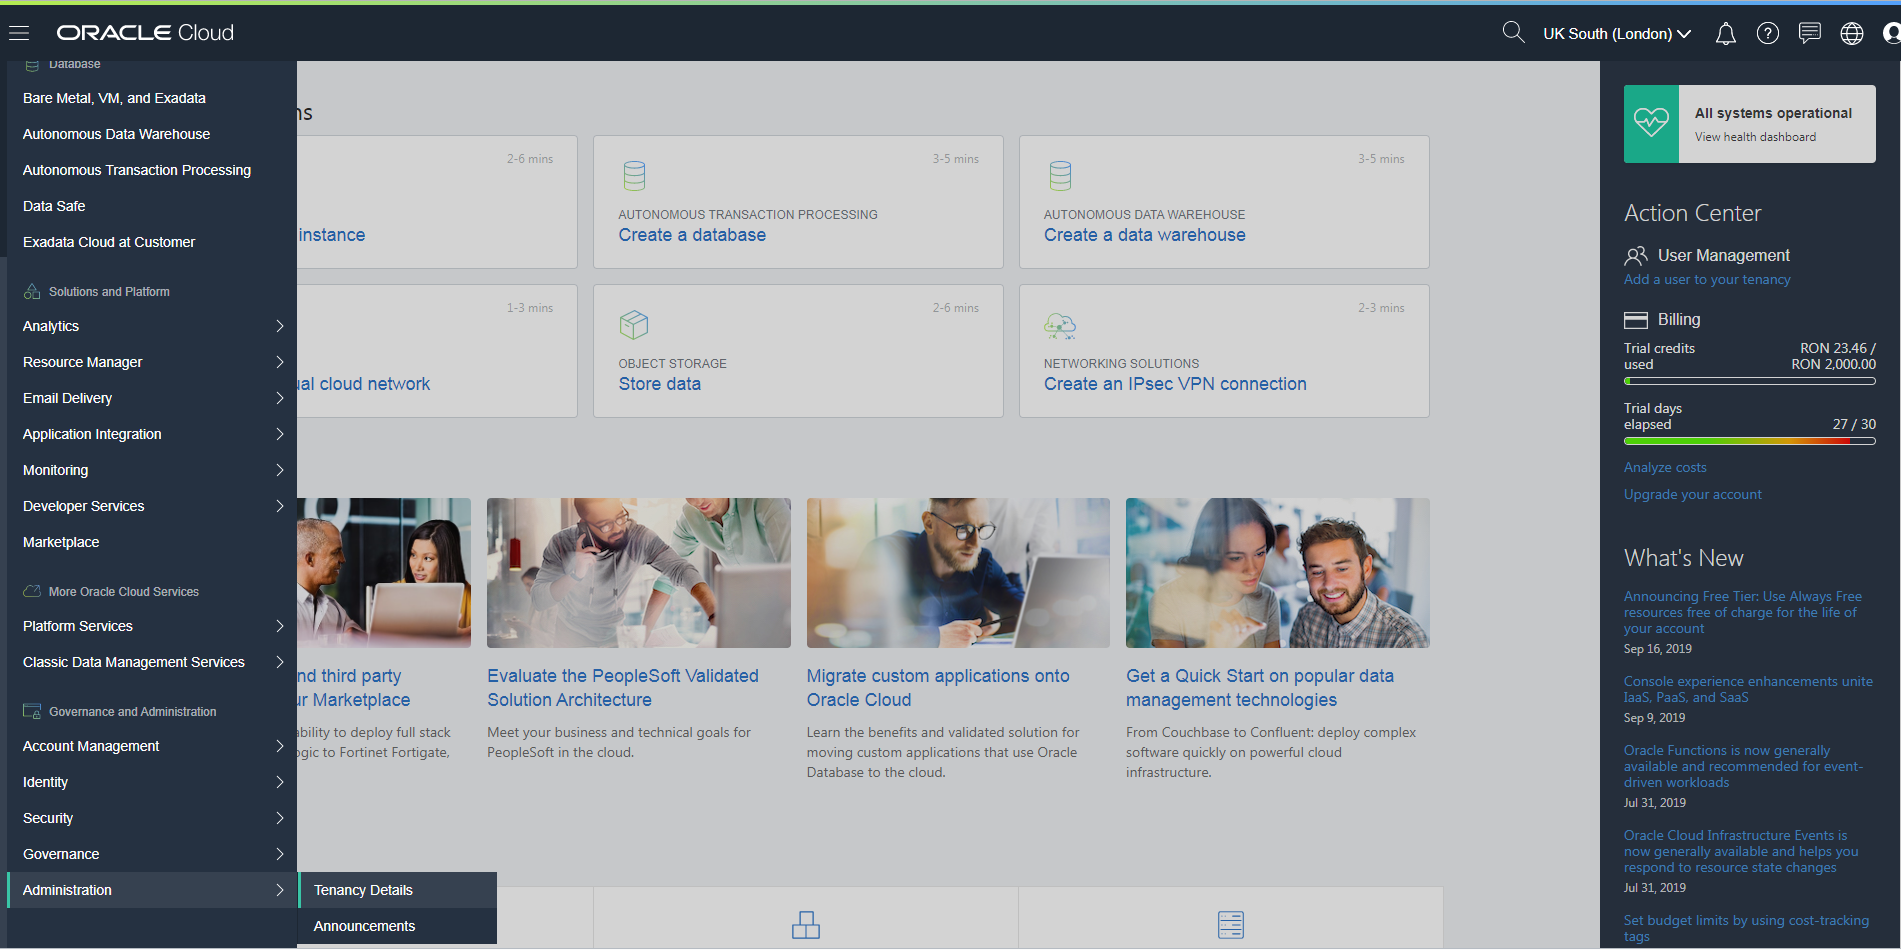 ORACLE Cloud
UK South (London)
Database
Bare Metal, VM, and Exadata
Autonomous Data Warehouse
Autonomous Transaction Processing
Data Safe
Exadata Cloud at Customer
Solutions and Platform
Analytics
Resource Manager
Email Delivery
Application Integration
Monitoring
Developer Services
Marketplace
More Oracle Cloud Services
Platform Services
Classic Data Management Services
Governance and Administration
Account Management
Identity
Security
Governance
Administration
Tenancy Details
Announcements
ns
2-6 mins
instance
3-5 mins
AUTONOMOUS TRANSACTION PROCESSING
Create a database
3-5 mins
AUTONOMOUS DATA WAREHOUSE
Create a data warehouse
1-3 mins
ual cloud network
2-6 mins
OBJECT STORAGE
Store data
2-3 mins
NETWORKING SOLUTIONS
Create an IPsec VPN connection
nd third party
ur Marketplace
ability to deploy full stack
ogic to Fortinet Fortigate,
Evaluate the PeopleSoft Validated
Solution Architecture
Meet your business and technical goals for
PeopleSoft in the cloud.
Migrate custom applications onto
Oracle Cloud
Learn the benefits and validated solution for
moving custom applications that use Oracle
Database to the cloud.
Get a Quick Start on popular data
management technologies
From Couchbase to Confluent: deploy complex
software quickly on powerful cloud
infrastructure.
All systems operational
View health dashboard
Action Center
User Management
Add a user to your tenancy
Billing
Trial credits RON 23.46 /
used RON 2,000.00
Trial days
elapsed 27 / 30
Analyze costs
Upgrade your account
What's New
Announcing Free Tier: Use Always Free
resources free of charge for the life of
your account
Sep 16, 2019
Console experience enhancements unite
IaaS, PaaS, and SaaS
Sep 9, 2019
Oracle Functions is now generally
available and recommended for event-
driven workloads
Jul 31, 2019
Oracle Cloud Infrastructure Events is
now generally available and helps you
respond to resource state changes
Jul 31, 2019
Set budget limits by using cost-tracking
tags